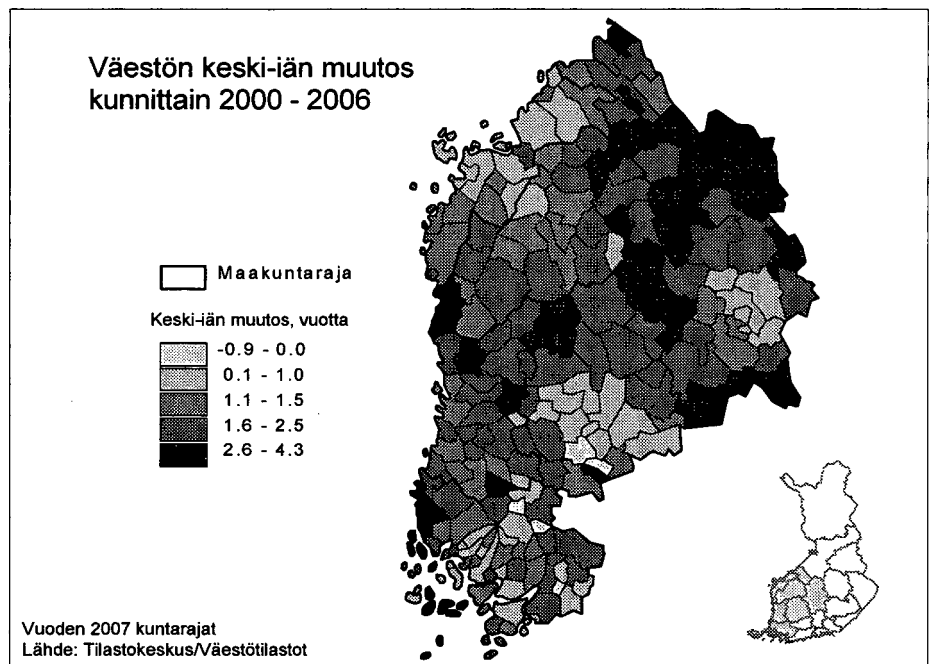 Väestön keski-iän muutos
kunnittain 2000 - 2006
Maakuntaraja
Keski-iän muutos, vuotta
-0.9 - 0.0
0.1 - 1.0
1.1 - 1.5
1.6 - 2.5
2.6 - 4.3
Vuoden 2007 kuntarajat
Lähde: Tilastokeskus/Väestötilastot